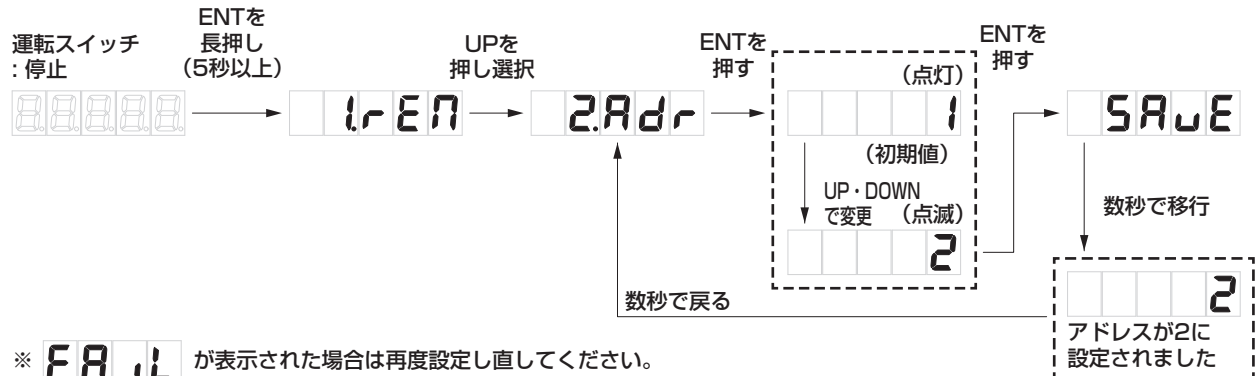 運転スイッチ
: 停止
ENTを
長押し
(5秒以上)
1.rEM
UPを
押し選択
2.Adr
ENTを
押す
(点灯)
1
(初期値)
UP・DOWN
で変更
(点滅)
2
ENTを
押す
SAvE
数秒で移行
2
アドレスが2に
設定されました
数秒で戻る
※ FAiL が表示された場合は再度設定し直してください。